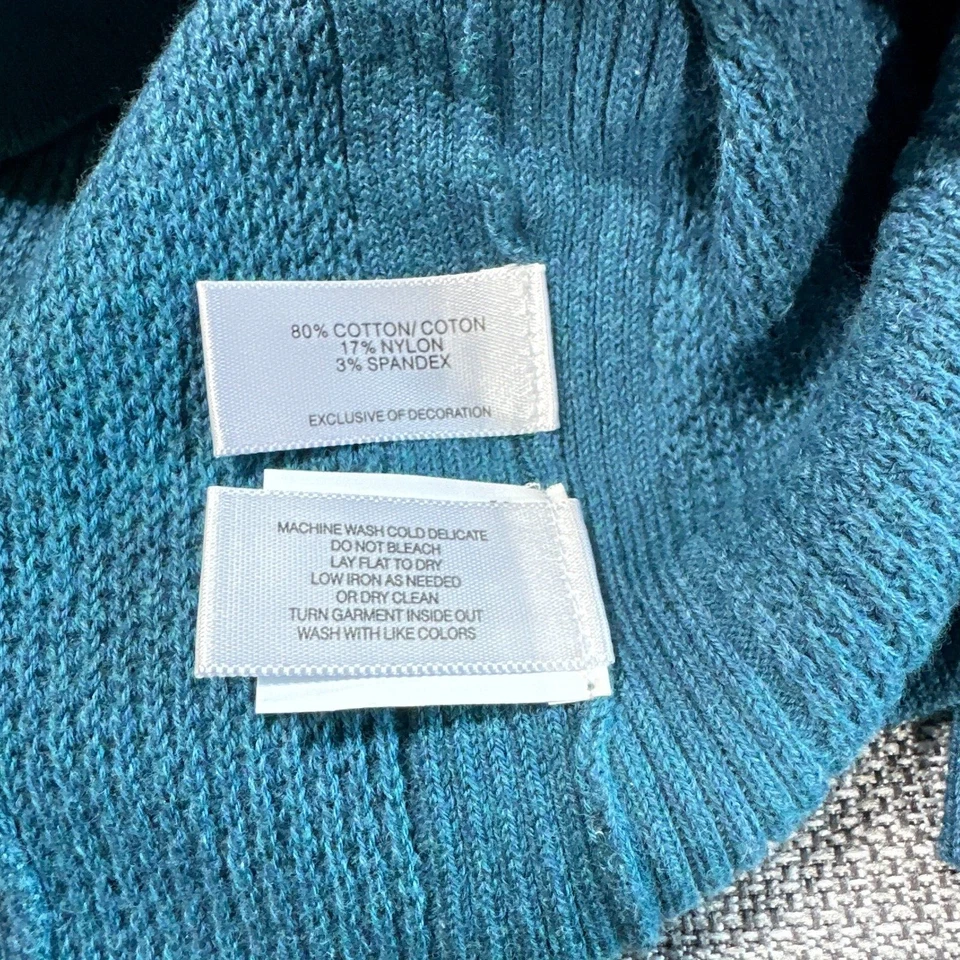 80% COTTON/ COTON
17% NYLON
3% SPANDEX
EXCLUSIVE OF DECORATION
MACHINE WASH COLD DELICATE
DO NOT BLEACH
LAY FLAT TO DRY
LOW IRON AS NEEDED
OR DRY CLEAN
TURN GARMENT INSIDE OUT
WASH WITH LIKE COLORS